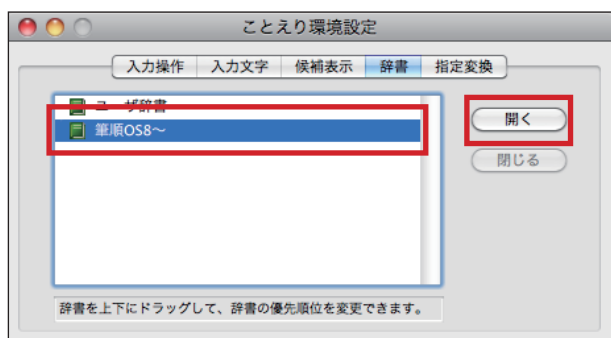 ことえり環境設定
入力操作 入力文字 候補表示 辞書 指定変換
ユーザ辞書
筆順OS8～
開く
閉じる
辞書を上下にドラッグして、辞書の優先順位を変更できます。